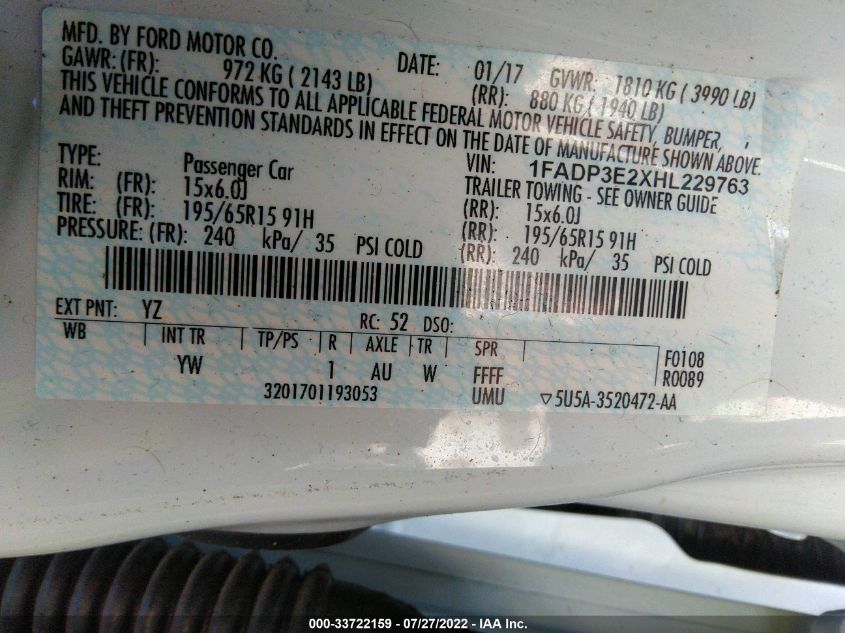 MFD. BY FORD MOTOR CO.
DATE: 01/17 GVWR: 1810 KG ( 3990 LB)
GAWR: (FR): 972 KG ( 2143 LB) (RR): 880 KG ( 1940 LB)
THIS VEHICLE CONFORMS TO ALL APPLICABLE FEDERAL MOTOR VEHICLE SAFETY, BUMPER,
AND THEFT PREVENTION STANDARDS IN EFFECT ON THE DATE OF MANUFACTURE SHOWN ABOVE.
VIN: 1FADP3E2XHL229763
TYPE: Passenger Car TRAILER TOWING - SEE OWNER GUIDE
RIM: (FR): 15x6.0J (RR): 15x6.0J
TIRE: (FR): 195/65R15 91H (RR): 195/65R15 91H
PRESSURE: (FR): 240 kPa/ 35 PSI COLD (RR): 240 kPa/ 35 PSI COLD
EXT PNT: YZ RC: 52 DSO:
WB INT TR TP/PS R AXLE TR SPR F0108
YW 1 AU W FFFF R0089
3201701193053 UMU ▽5U5A-3520472-AA
000-33722159 - 07/27/2022 - IAA Inc.